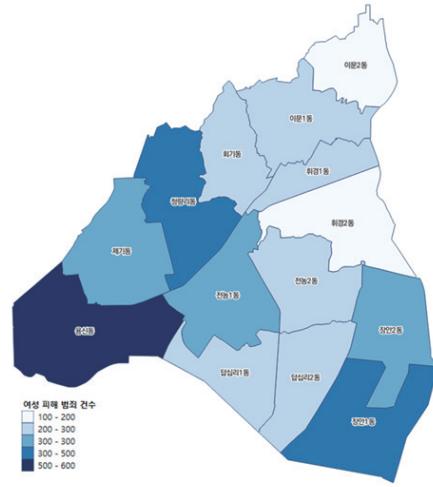 이문2동
이문1동
회기동
휘경1동
청량리동
휘경2동
제기동
전농2동
전농1동
장안2동
용신동
답십리1동
답십리2동
장안1동
여성 피해 범죄 건수
100 - 200
200 - 300
300 - 300
300 - 500
500 - 600